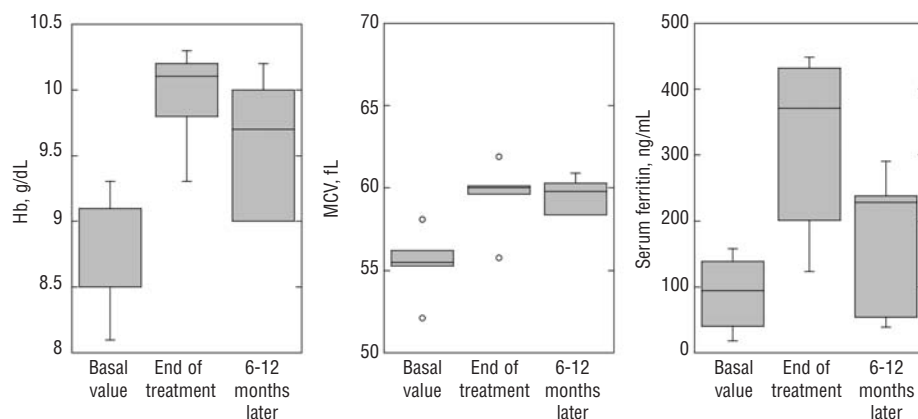 Hb, g/dL
10.5
10
9.5
9
8.5
8
Basal
value
End of
treatment
6-12
months
later
MCV, fL
70
65
60
55
50
Basal
value
End of
treatment
6-12
months
later
Serum ferritin, ng/mL
500
400
300
200
100
0
Basal
value
End of
treatment
6-12
months
later